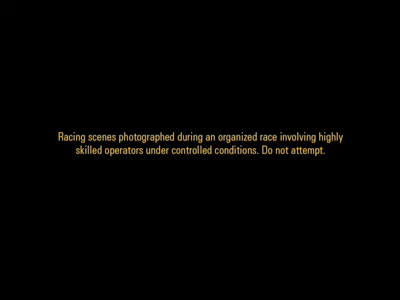 Racing scenes photographed during an organized race involving highly
skilled operators under controlled conditions. Do not attempt.